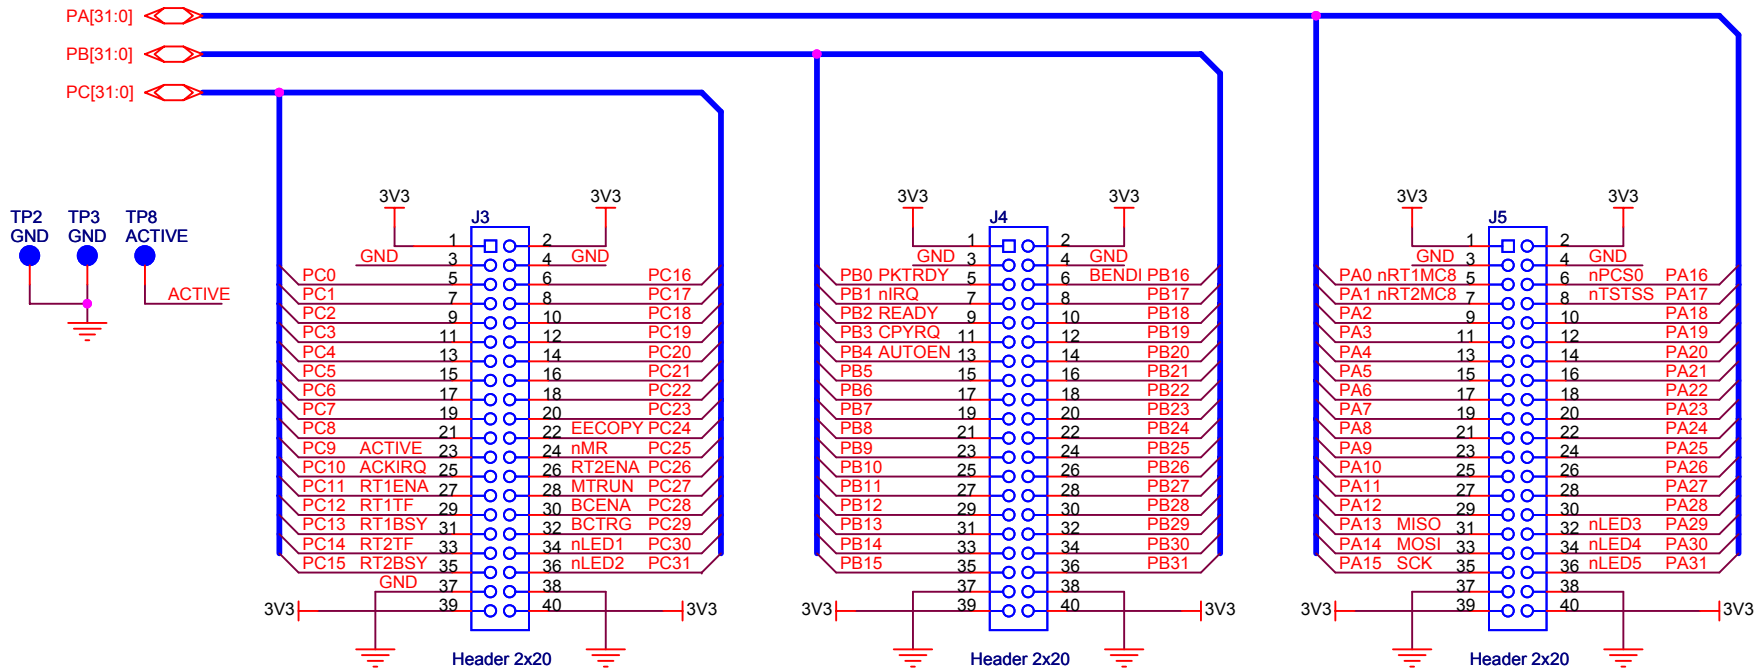 PA[31:0]
PB[31:0]
PC[31:0]
TP2 TP3 TP8
GND GND ACTIVE
ACTIVE
3V3 3V3
J3
1 2
GND 3 4 GND
PC0 5 6 PC16
PC1 7 8 PC17
PC2 9 10 PC18
PC3 11 12 PC19
PC4 13 14 PC20
PC5 15 16 PC21
PC6 17 18 PC22
PC7 19 20 PC23
PC8 21 22 EECOPY PC24
PC9 ACTIVE 23 24 nMR PC25
PC10 ACKIRQ 25 26 RT2ENA PC26
PC11 RT1ENA 27 28 MTRUN PC27
PC12 RT1TF 29 30 BCENA PC28
PC13 RT1BSY 31 32 BCTRG PC29
PC14 RT2TF 33 34 nLED1 PC30
PC15 RT2BSY 35 36 nLED2 PC31
GND 37 38
3V3 39 40 3V3
Header 2x20
3V3 3V3
J4
1 2
GND 3 4 GND
PB0 PKTRDY 5 6 BENDI PB16
PB1 nIRQ 7 8 PB17
PB2 READY 9 10 PB18
PB3 CPYRQ 11 12 PB19
PB4 AUTOEN 13 14 PB20
PB5 15 16 PB21
PB6 17 18 PB22
PB7 19 20 PB23
PB8 21 22 PB24
PB9 23 24 PB25
PB10 25 26 PB26
PB11 27 28 PB27
PB12 29 30 PB28
PB13 31 32 PB29
PB14 33 34 PB30
PB15 35 36 PB31
37 38
3V3 39 40 3V3
Header 2x20
3V3 3V3
J5
1 2
GND 3 4 GND
PA0 nRT1MC8 5 6 nPCS0 PA16
PA1 nRT2MC8 7 8 nTSTSS PA17
PA2 9 10 PA18
PA3 11 12 PA19
PA4 13 14 PA20
PA5 15 16 PA21
PA6 17 18 PA22
PA7 19 20 PA23
PA8 21 22 PA24
PA9 23 24 PA25
PA10 25 26 PA26
PA11 27 28 PA27
PA12 29 30 PA28
PA13 MISO 31 32 nLED3 PA29
PA14 MOSI 33 34 nLED4 PA30
PA15 SCK 35 36 nLED5 PA31
37 38
3V3 39 40 3V3
Header 2x20